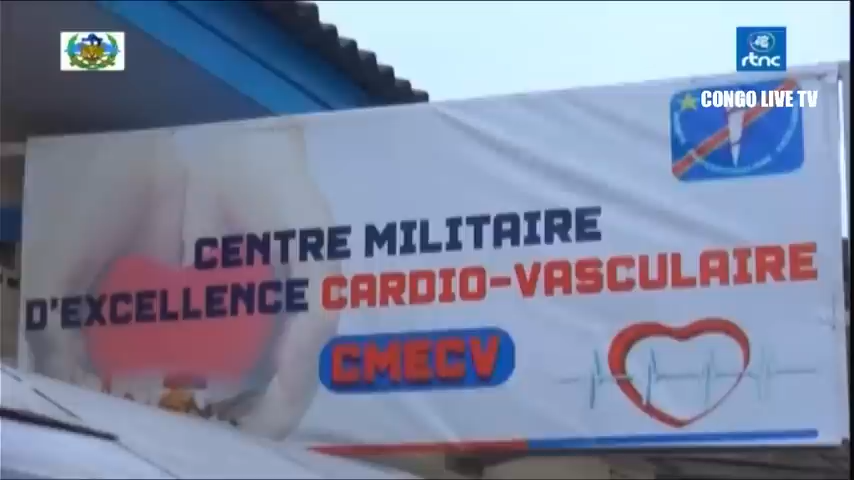 rtnc
CONGO LIVE TV
CENTRE MILITAIRE
D'EXCELLENCE CARDIO-VASCULAIRE
CMECV